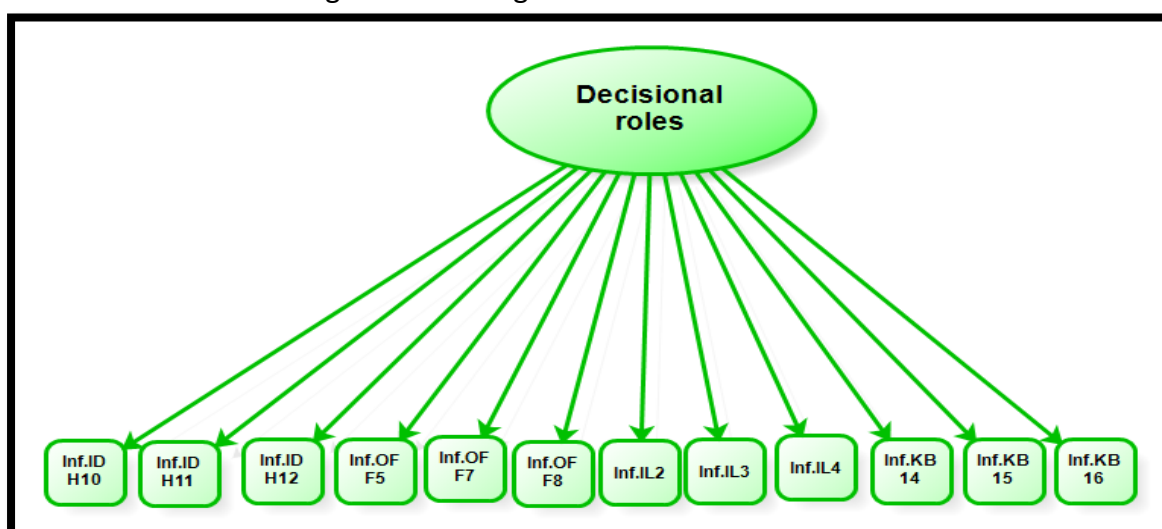 Decisional
roles
Inf.ID
H10
Inf.ID
H11
Inf.ID
H12
Inf.OF
F5
Inf.OF
F7
Inf.OF
F8
Inf.IL2
Inf.IL3
Inf.IL4
Inf.KB
14
Inf.KB
15
Inf.KB
16